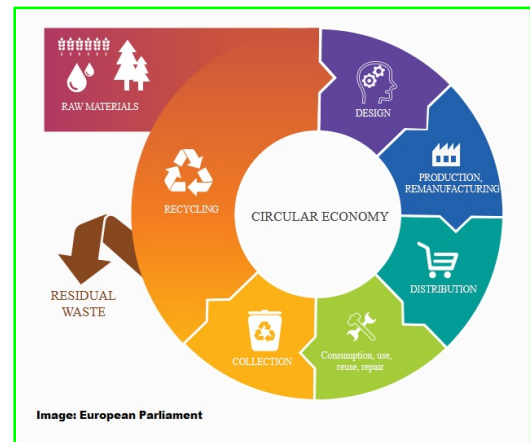 RAW MATERIALS
DESIGN
PRODUCTION,
REMANUFACTURING
RECYCLING
CIRCULAR ECONOMY
DISTRIBUTION
RESIDUAL
WASTE
COLLECTION
Consumption, use,
reuse, repair
Image: European Parliament